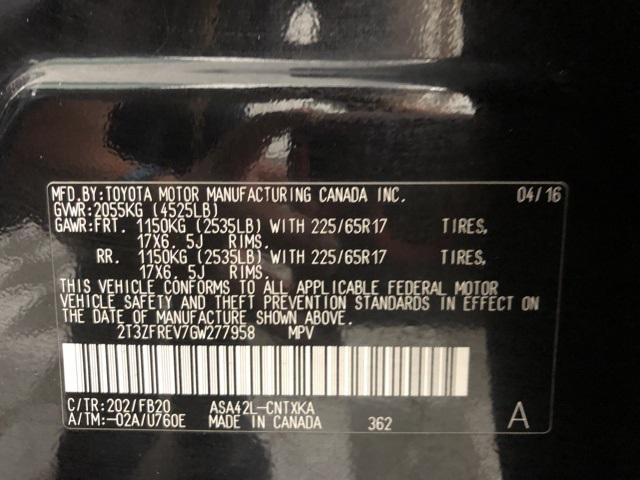 MFD.BY:TOYOTA MOTOR MANUFACTURING CANADA INC. 04/16
GVWR:2055KG (4525LB)
GAWR:FRT. 1150KG (2535LB) WITH 225/65R17 TIRES,
17X6.5J RIMS.
RR. 1150KG (2535LB) WITH 225/65R17 TIRES,
17X6.5J RIMS.
THIS VEHICLE CONFORMS TO ALL APPLICABLE FEDERAL MOTOR
VEHICLE SAFETY AND THEFT PREVENTION STANDARDS IN EFFECT ON
THE DATE OF MANUFACTURE SHOWN ABOVE.
2T3ZFREV7GW277958 MPV
C/TR:202/FB20 ASA42L-CNTXKA
A/TM:-02A/U760E MADE IN CANADA 362 A